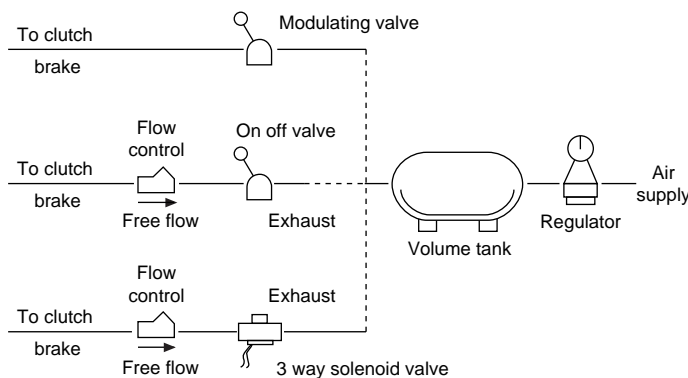 Modulating valve
To clutch
brake
Flow
control
On off valve
To clutch
brake
Free flow
Exhaust
Volume tank
Regulator
Air
supply
Flow
control
Exhaust
To clutch
brake
Free flow
3 way solenoid valve